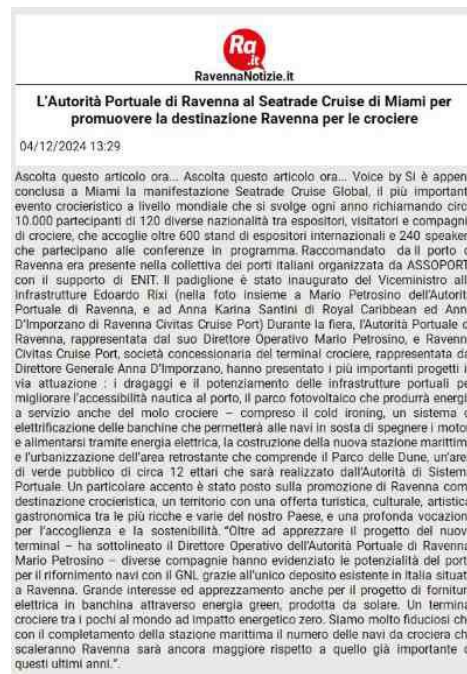 Ra
.it
RavennaNotizie.it
L'Autorità Portuale di Ravenna al Seatrade Cruise di Miami per
promuovere la destinazione Ravenna per le crociere
04/12/2024 13:29
Ascolta questo articolo ora... Ascolta questo articolo ora... Voice by Si è appen
conclusa a Miami la manifestazione Seatrade Cruise Global, il più important
evento crocieristico a livello mondiale che si svolge ogni anno richiamando circ
10.000 partecipanti di 120 diverse nazionalità tra espositori, visitatori e compagni
di crociere, che accoglie oltre 600 stand di espositori internazionali e 240 speaker
che partecipano alle conferenze in programma. Raccomandato da Il porto d
Ravenna era presente nella collettiva dei porti italiani organizzata da ASSOPORT
con il supporto di ENIT. Il padiglione è stato inaugurato del Viceministro all
Infrastrutture Edoardo Rixi (nella foto insieme a Mario Petrosino dell'Autorit
Portuale di Ravenna, e ad Anna Karina Santini di Royal Caribbean ed Ann
D'Imporzano di Ravenna Civitas Cruise Port) Durante la fiera, l'Autorità Portuale d
Ravenna, rappresentata dal suo Direttore Operativo Mario Petrosino, e Ravenn
Civitas Cruise Port, società concessionaria del terminal crociere, rappresentata da
Direttore Generale Anna D'Imporzano, hanno presentato i più importanti progetti i
via attuazione : i dragaggi e il potenziamento delle infrastrutture portuali pe
migliorare l'accessibilità nautica al porto, il parco fotovoltaico che produrrà energi
a servizio anche del molo crociere – compreso il cold ironing, un sistema d
elettrificazione delle banchine che permetterà alle navi in sosta di spegnere i moto
e alimentarsi tramite energia elettrica, la costruzione della nuova stazione marittim
e l'urbanizzazione dell'area retrostante che comprende il Parco delle Dune, un'are
di verde pubblico di circa 12 ettari che sarà realizzato dall'Autorità di Sistem
Portuale. Un particolare accento è stato posto sulla promozione di Ravenna com
destinazione crocieristica, un territorio con una offerta turistica, culturale, artistic
gastronomica tra le più ricche e varie del nostro Paese, e una profonda vocazion
per l'accoglienza e la sostenibilità. "Oltre ad apprezzare il progetto del nuov
terminal – ha sottolineato il Direttore Operativo dell'Autorità Portuale di Ravenn
Mario Petrosino – diverse compagnie hanno evidenziato le potenzialità del port
per il rifornimento navi con il GNL grazie all'unico deposito esistente in Italia situat
a Ravenna. Grande interesse ed apprezzamento anche per il progetto di fornitur
elettrica in banchina attraverso energia green, prodotta da solare. Un termina
crociere tra i pochi al mondo ad impatto energetico zero. Siamo molto fiduciosi ch
con il completamento della stazione marittima il numero delle navi da crociera ch
scaleranno Ravenna sarà ancora maggiore rispetto a quello già importante d
questi ultimi anni.".